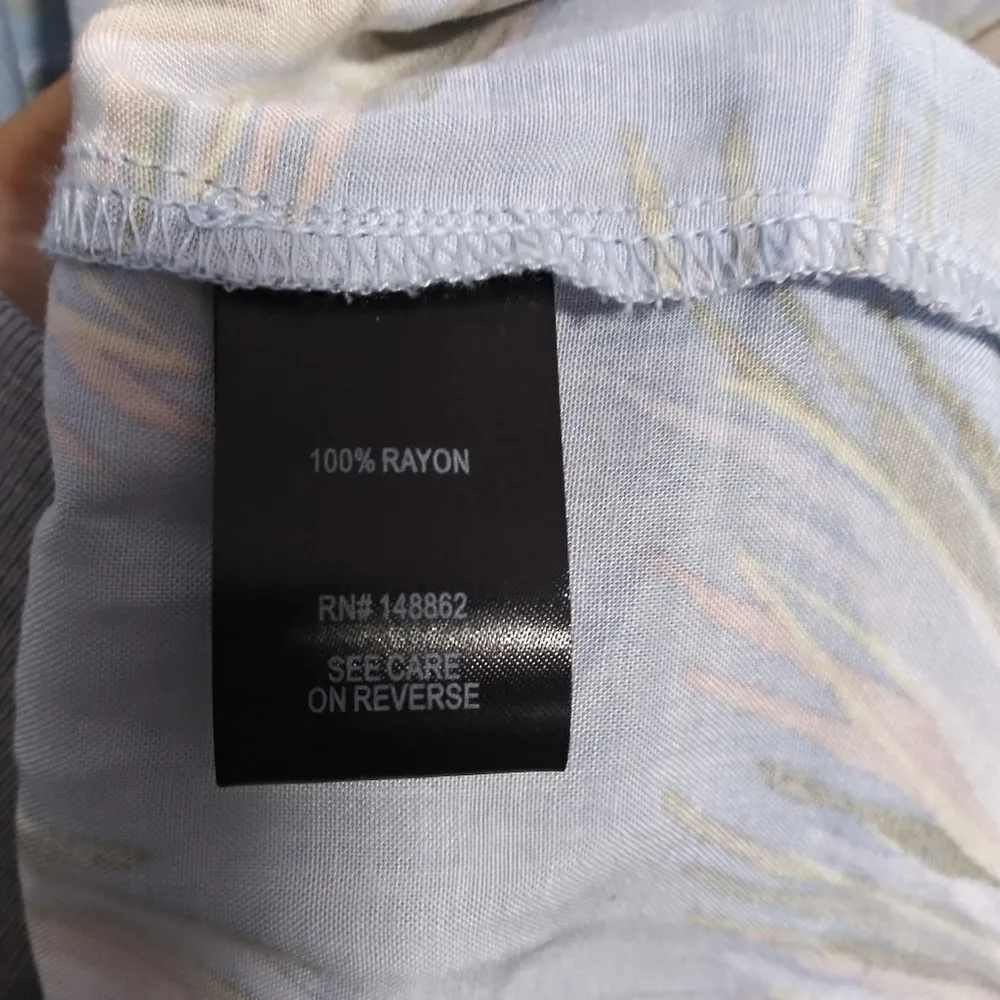 100% RAYON
RN# 148862
SEE CARE
ON REVERSE